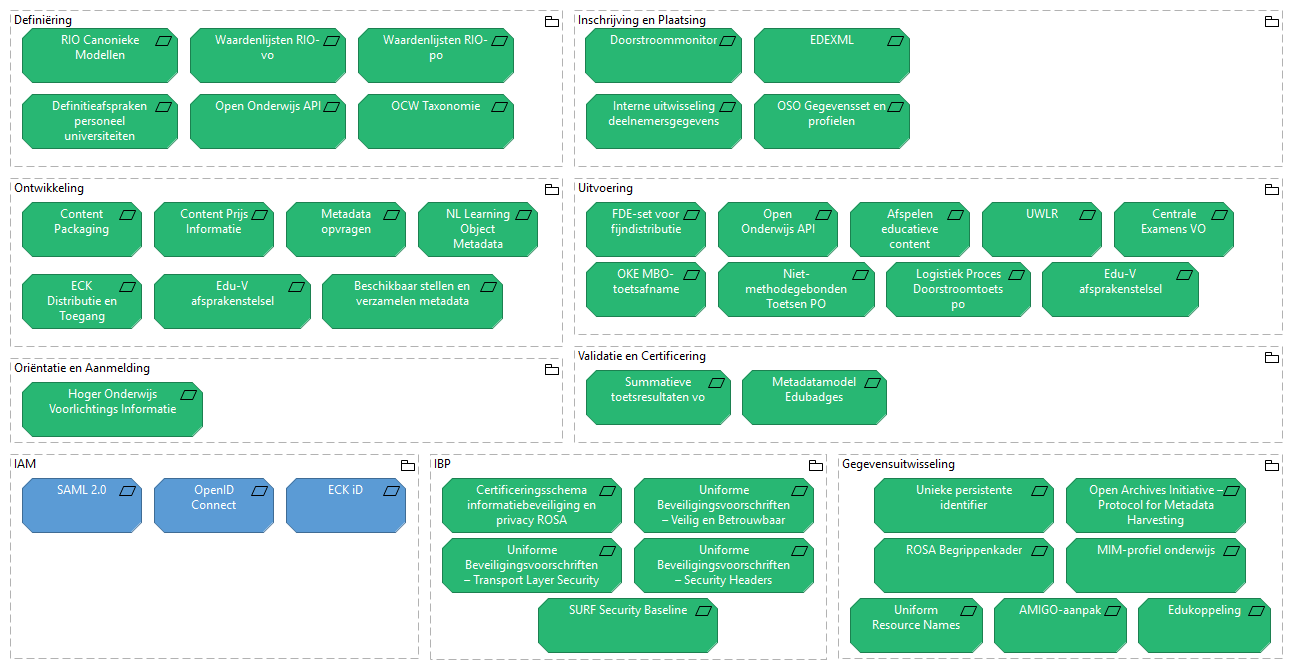 Definiëring
RIO Canonieke
Modellen
Waardenlijsten RIO-
vo
Waardenlijsten RIO-
po
Definitieafspraken
personeel
universiteiten
Open Onderwijs API
OCW Taxonomie
Inschrijving en Plaatsing
Doorstroommonitor
EDEXML
Interne uitwisseling
deelnemersgegevens
OSO Gegevensset en
profielen
Ontwikkeling
Content
Packaging
Content Prijs
Informatie
Metadata
opvragen
NL Learning
Object
Metadata
ECK
Distributie en
Toegang
Edu-V
afsprakenstelsel
Beschikbaar stellen en
verzamelen metadata
Uitvoering
FDE-set voor
fijndistributie
Open
Onderwijs API
Afspelen
educatieve
content
UWLR
Centrale
Examens VO
OKE MBO-
toetsafname
Niet-
methodegebonden
Toetsen PO
Logistiek Proces
Doorstroomtoets
po
Edu-V
afsprakenstelsel
Oriëntatie en Aanmelding
Hoger Onderwijs
Voorlichtings Informatie
Validatie en Certificering
Summatieve
toetsresultaten vo
Metadatamodel
Edubadges
IAM
SAML 2.0
OpenID
Connect
ECK iD
IBP
Certificeringsschema
informatiebeveiliging en
privacy ROSA
Uniforme
Beveiligingsvoorschriften
– Veilig en Betrouwbaar
Uniforme
Beveiligingsvoorschriften
– Transport Layer Security
Uniforme
Beveiligingsvoorschriften
– Security Headers
SURF Security Baseline
Gegevensuitwisseling
Unieke persistente
identifier
Open Archives Initiative –
Protocol for Metadata
Harvesting
ROSA Begrippenkader
MIM-profiel onderwijs
Uniform
Resource Names
AMIGO-aanpak
Edukoppeling